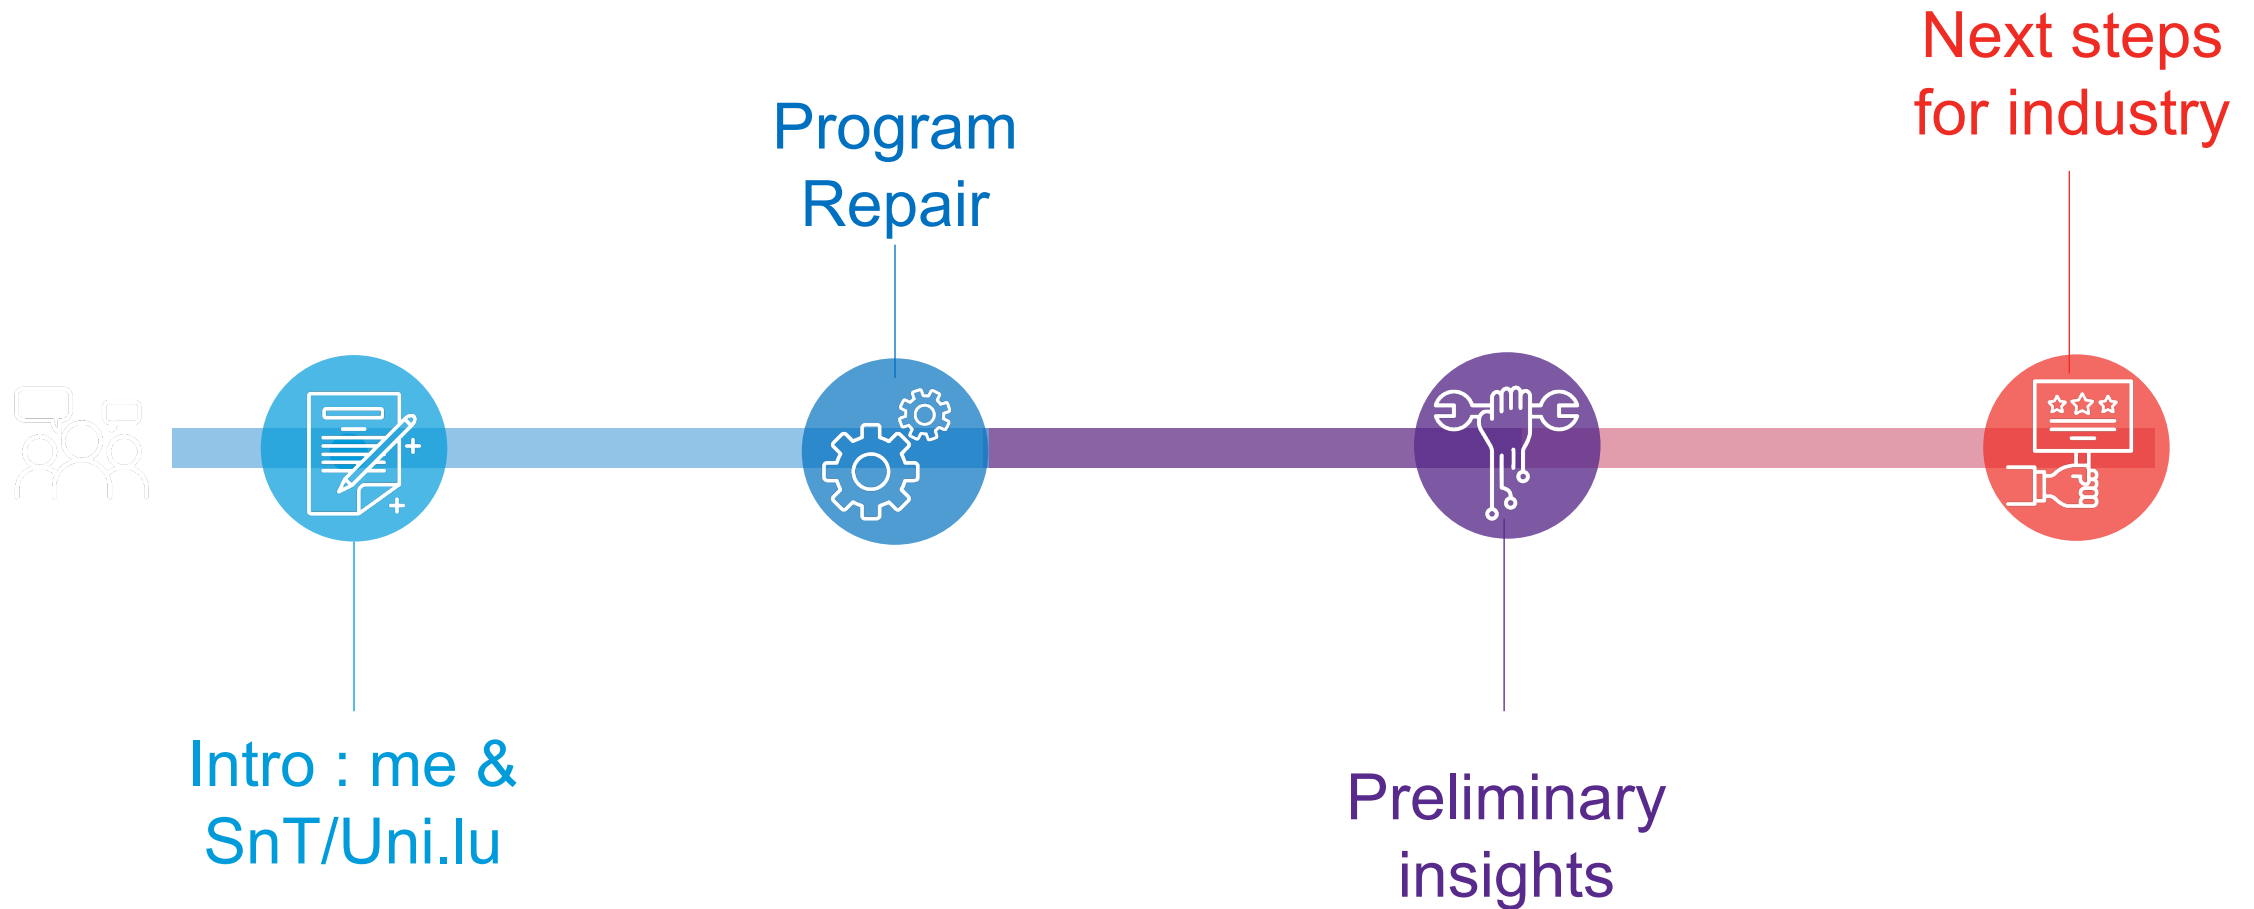 Intro : me &
SnT/Uni.lu
Program
Repair
Preliminary
insights
Next steps
for industry